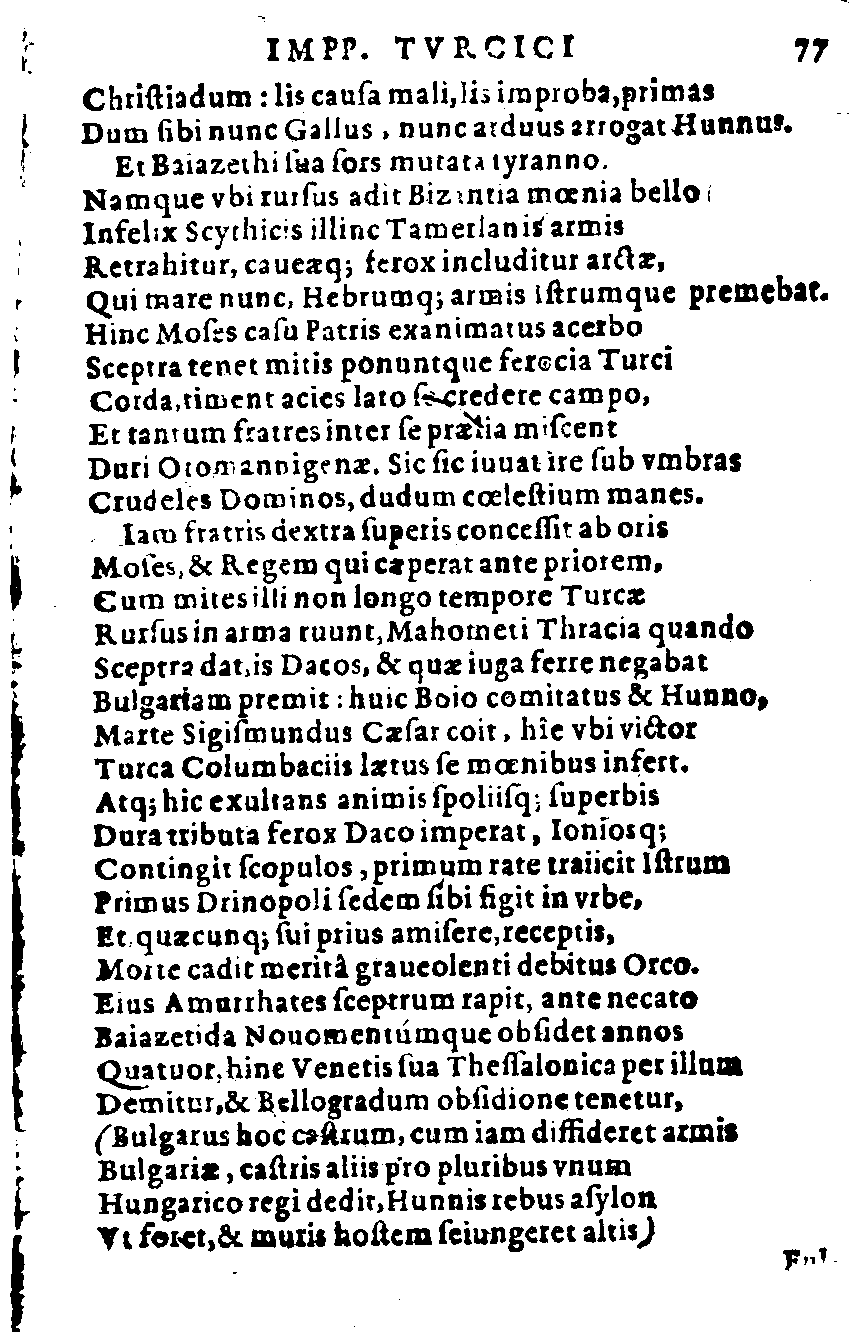 IMPP. TVRCICI 77
Chriſtiadum : lis cauſa mali, lis improba, primas
Dum ſibi nunc Gallus, nunc arduus arrogat Hunnus.
Et Baiazethi ſua ſors mutata tyranno.
Namque vbi rurſus adit Bizantia mœnia bello
Infelix Scythicis illinc Tamerlanis armis
Retrahitur, caueæq; ferox includitur arctæ,
Qui mare nunc, Hebrumq; armis Iſtrumque premebat.
Hinc Moſes caſu Patris exanimatus acerbo
Sceptra tenet mitis ponuntque ferocia Turci
Corda, timent acies lato ſe credere campo,
Et tantum fratres inter ſe prælia miſcent
Duri Otomannigenæ. Sic ſic iuuat ire ſub vmbras
Crudeles Dominos, dudum cœleſtium manes.
Iam fratris dextra ſuperis conceſſit ab oris
Moſes, & Regem qui cæperat ante priorem,
Cum mites illi non longo tempore Turcæ
Rurſus in arma ruunt, Mahometi Thracia quando
Sceptra dat, is Dacos, & quæ iuga ferre negabat
Bulgariam premit : huic Boio comitatus & Hunno,
Marte Sigiſmundus Cæſar coit, hîc vbi victor
Turca Columbaciis lætus ſe mœnibus infert.
Atq; hic exultans animis ſpoliiſq; ſuperbis
Dura tributa ferox Daco imperat, Ioniosq;
Contingit ſcopulos, primum rate traiicit Iſtrum
Primus Drinopoli ſedem ſibi figit in vrbe,
Et quæcunq; ſui prius amiſere, receptis,
Morte cadit meritâ graueolenti debitus Orco.
Eius Amurrhates ſceptrum rapit, ante necato
Baiazetida Nouomentúmque obſidet annos
Quatuor, hinc Venetis ſua Theſſalonica per illum
Demitur, & Bellogradum obſidione tenetur,
(Bulgarus hoc caſtrum, cum iam diffideret armis
Bulgariæ, caſtris aliis pro pluribus vnum
Hungarico regi dedit, Hunnis rebus aſylon
Vt foret, & muris hoſtem ſeiungeret altis)